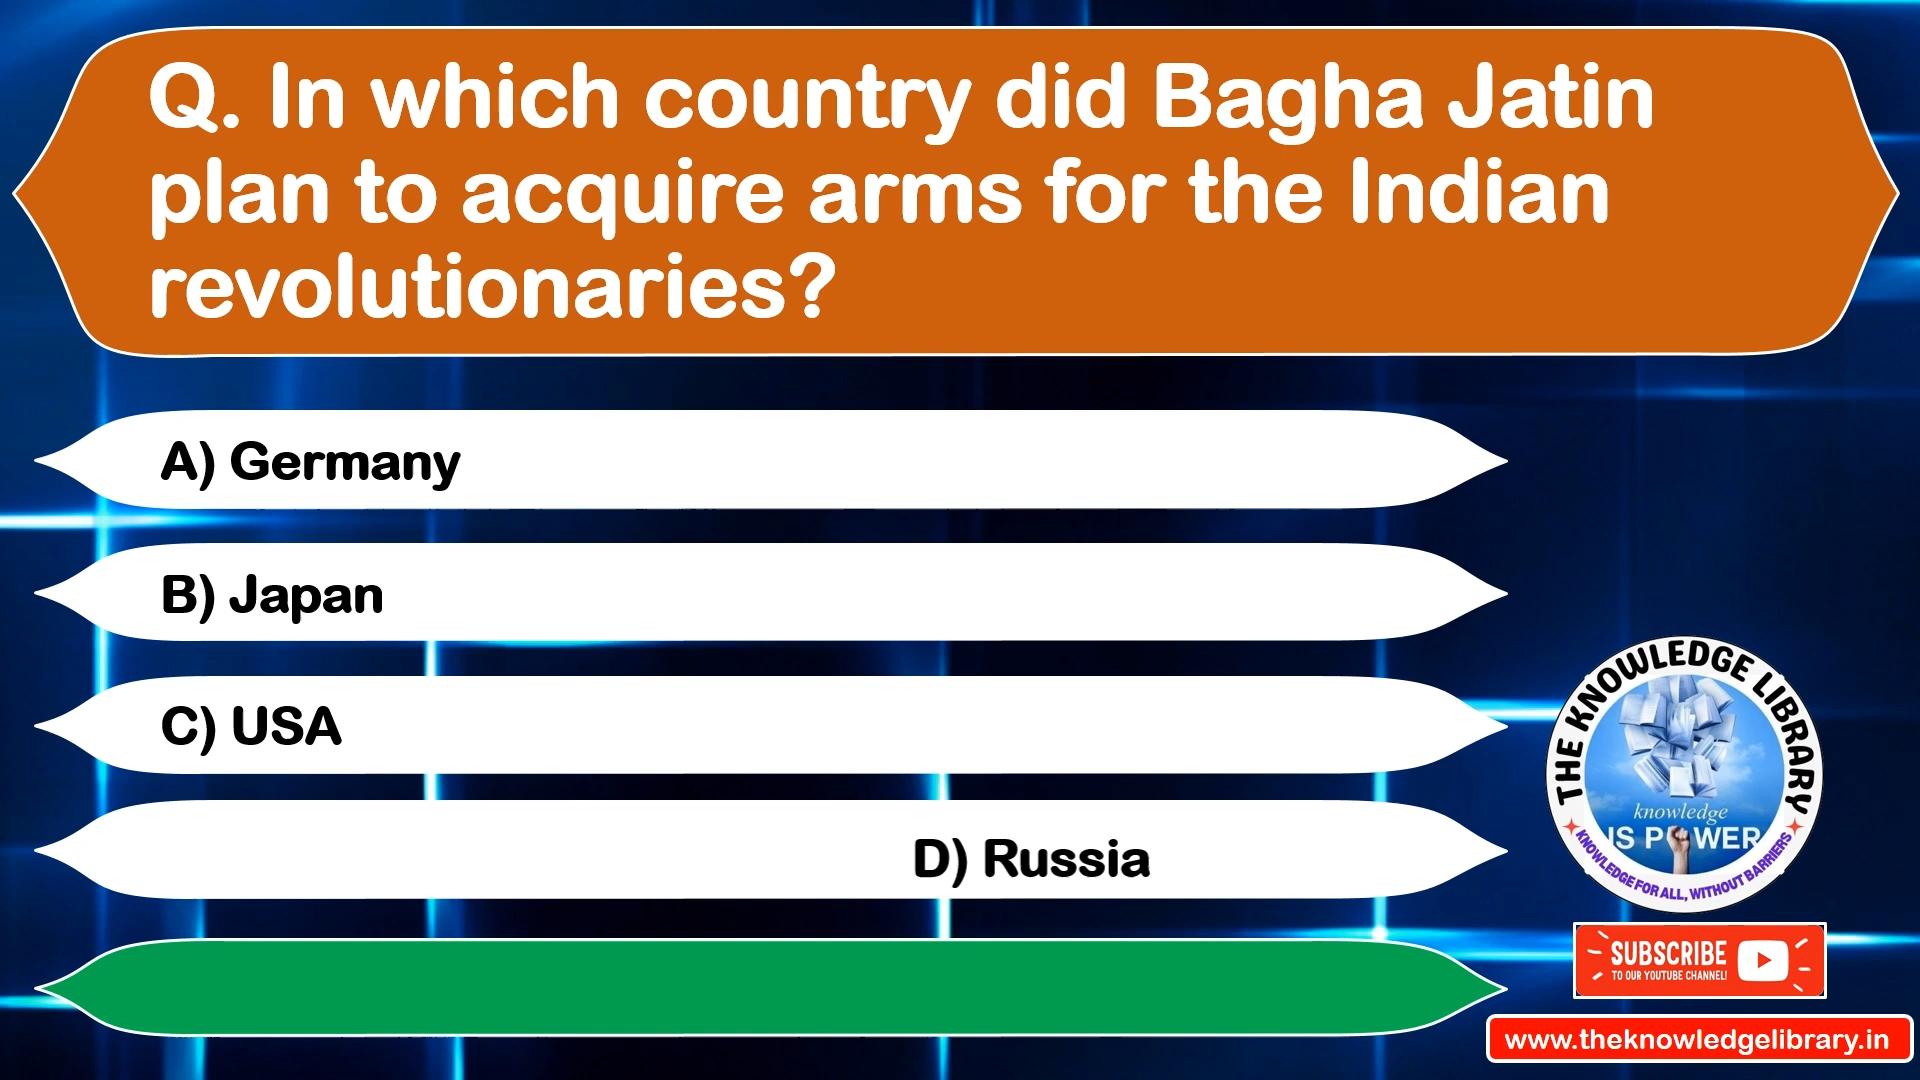 Q. In which country did Bagha Jatin
plan to acquire arms for the Indian
revolutionaries?
A) Germany
B) Japan
C) USA
D) Russia
THE KNOWLEDGE LIBRARY
knowledge
IS POWER
KNOWLEDGE FOR ALL, WITHOUT BARRIERS
SUBSCRIBE
TO OUR YOUTUBE CHANNEL!
www.theknowledgelibrary.in